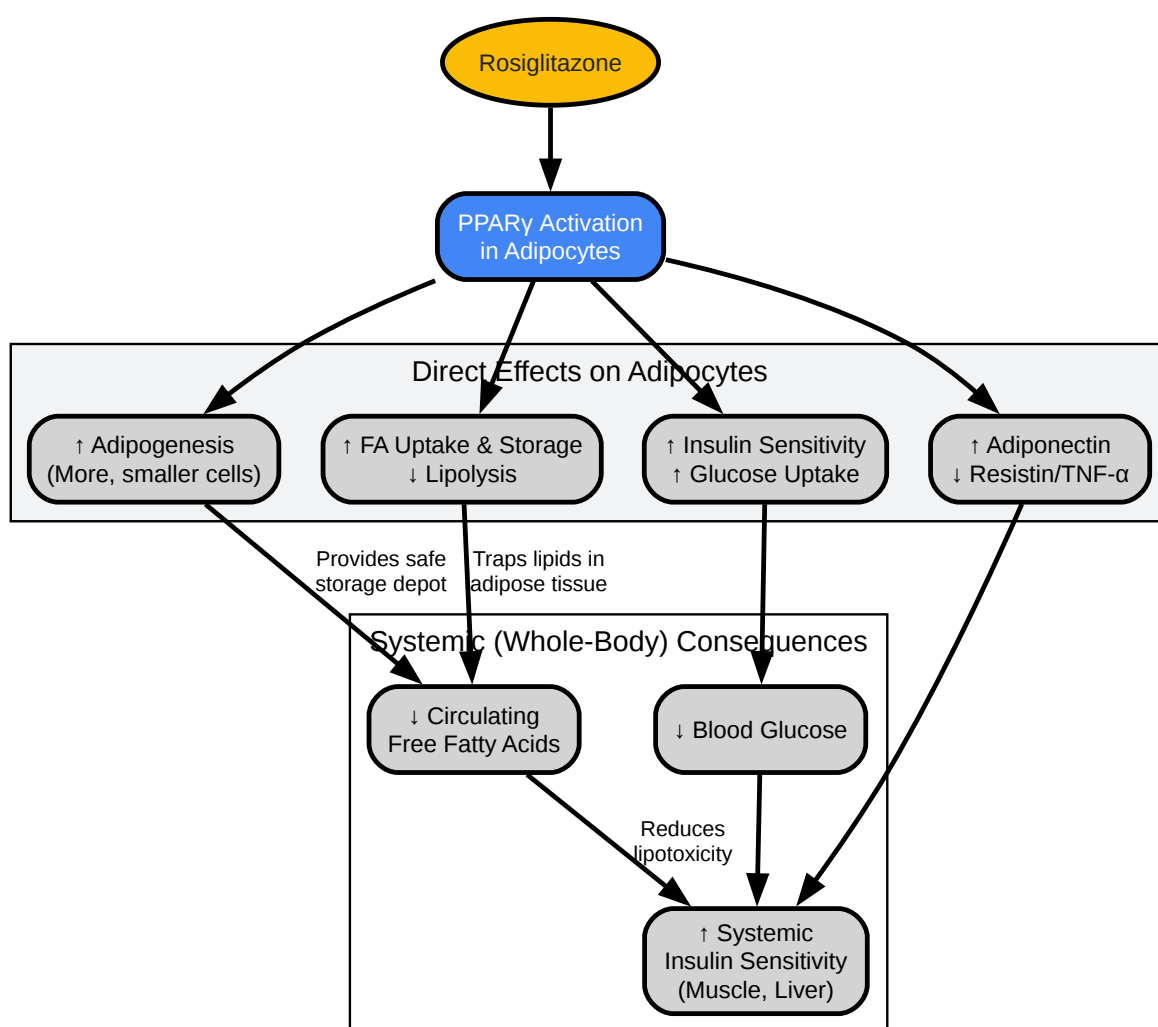 Rosiglitazone
PPARγ Activation
in Adipocytes
Direct Effects on Adipocytes
↑ Adipogenesis
(More, smaller cells)
↑ FA Uptake & Storage
↓ Lipolysis
↑ Insulin Sensitivity
↑ Glucose Uptake
↑ Adiponectin
↓ Resistin/TNF-α
Provides safe
storage depot
Traps lipids in
adipose tissue
Systemic (Whole-Body) Consequences
↓ Circulating
Free Fatty Acids
↓ Blood Glucose
Reduces
lipotoxicity
↑ Systemic
Insulin Sensitivity
(Muscle, Liver)